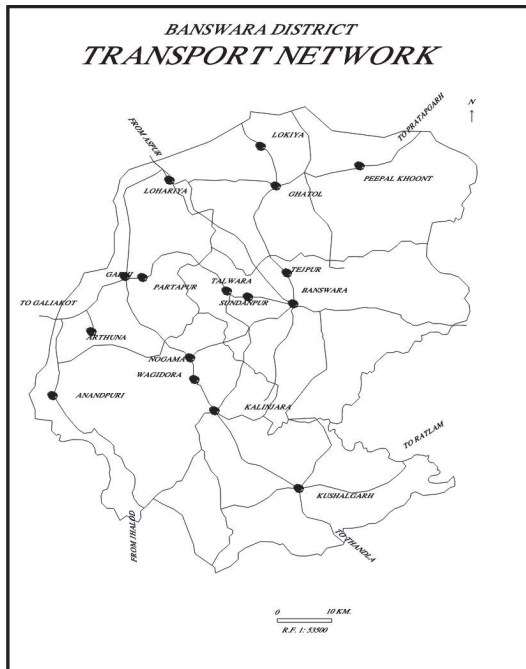 BANSWARA DISTRICT
TRANSPORT NETWORK
TO PRATAPGARH
N
FROM ASPUR
LOKIYA
LOHARIYA
GHATOL
PEEPAL KHOONT
GARHI
PARTAPUR
TALWARA
TEJPUR
SUNDANPUR
BANSWARA
TO GALIAKOT
ARTHUNA
NOGAMA
WAGIDORA
ANANDPURI
KALINJARA
TO RATLAM
KUSHALGARH
FROM JHALOD
TO THANDLA
0 10 KM.
R.F. 1: 53500